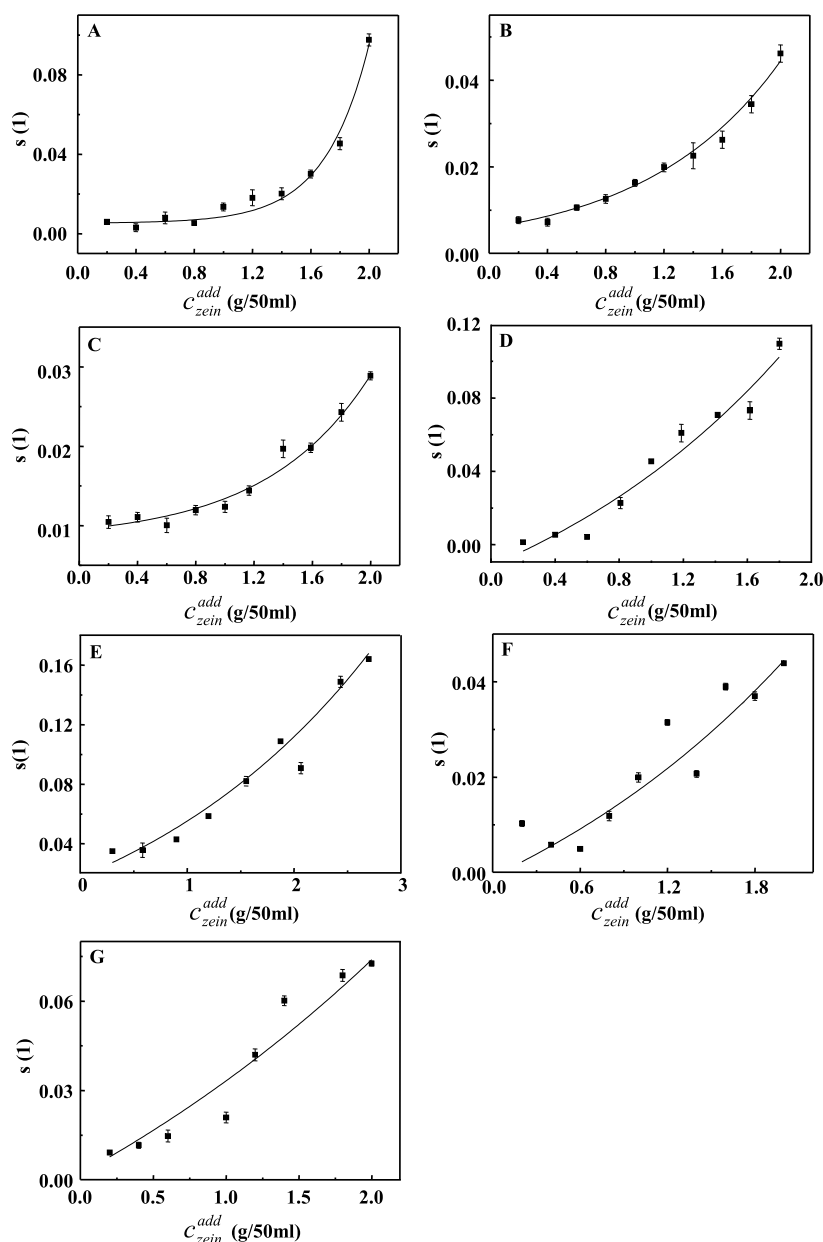 A
0.08
0.04
0.00
s (1)
0.0 0.4 0.8 1.2 1.6 2.0
c_zein^add (g/50ml)
B
0.04
0.02
0.00
s (1)
0.0 0.4 0.8 1.2 1.6 2.0
c_zein^add (g/50ml)
C
0.03
0.02
0.01
s (1)
0.0 0.4 0.8 1.2 1.6 2.0
c_zein^add (g/50ml)
D
0.12
0.08
0.04
0.00
s (1)
0.0 0.4 0.8 1.2 1.6 2.0
c_zein^add (g/50ml)
E
0.16
0.12
0.08
0.04
s(1)
0 1 2 3
c_zein^add (g/50ml)
F
0.04
0.02
0.00
s (1)
0.0 0.6 1.2 1.8
c_zein^add (g/50ml)
G
0.06
0.03
0.00
s (1)
0.0 0.5 1.0 1.5 2.0
c_zein^add (g/50ml)